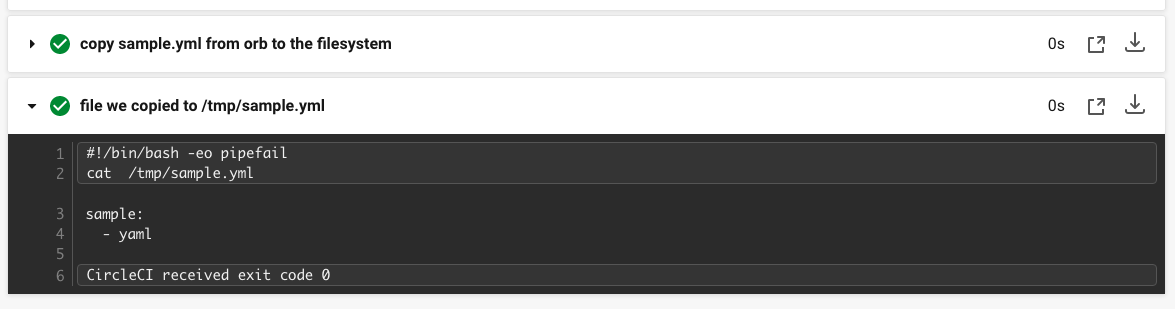 copy sample.yml from orb to the filesystem 0s
file we copied to /tmp/sample.yml 0s
1 #!/bin/bash -eo pipefail
2 cat  /tmp/sample.yml
3 sample:
4   - yaml
5
6 CircleCI received exit code 0